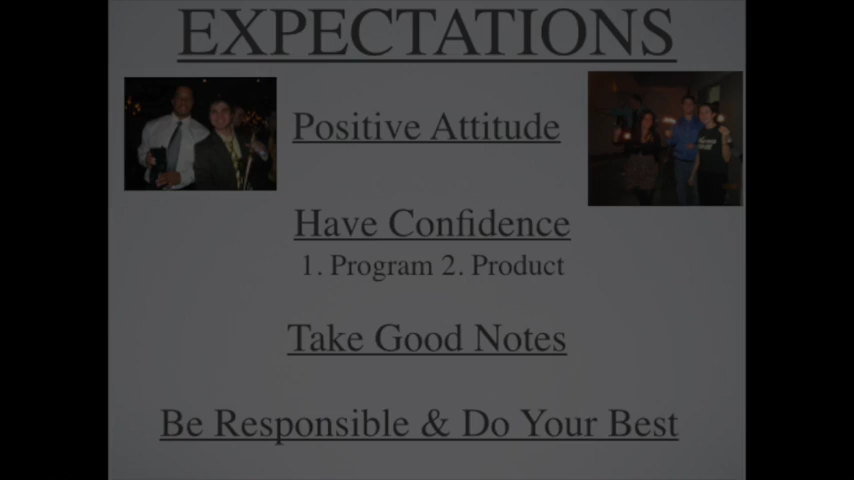 EXPECTATIONS
Positive Attitude
Have Confidence
1. Program 2. Product
Take Good Notes
Be Responsible & Do Your Best